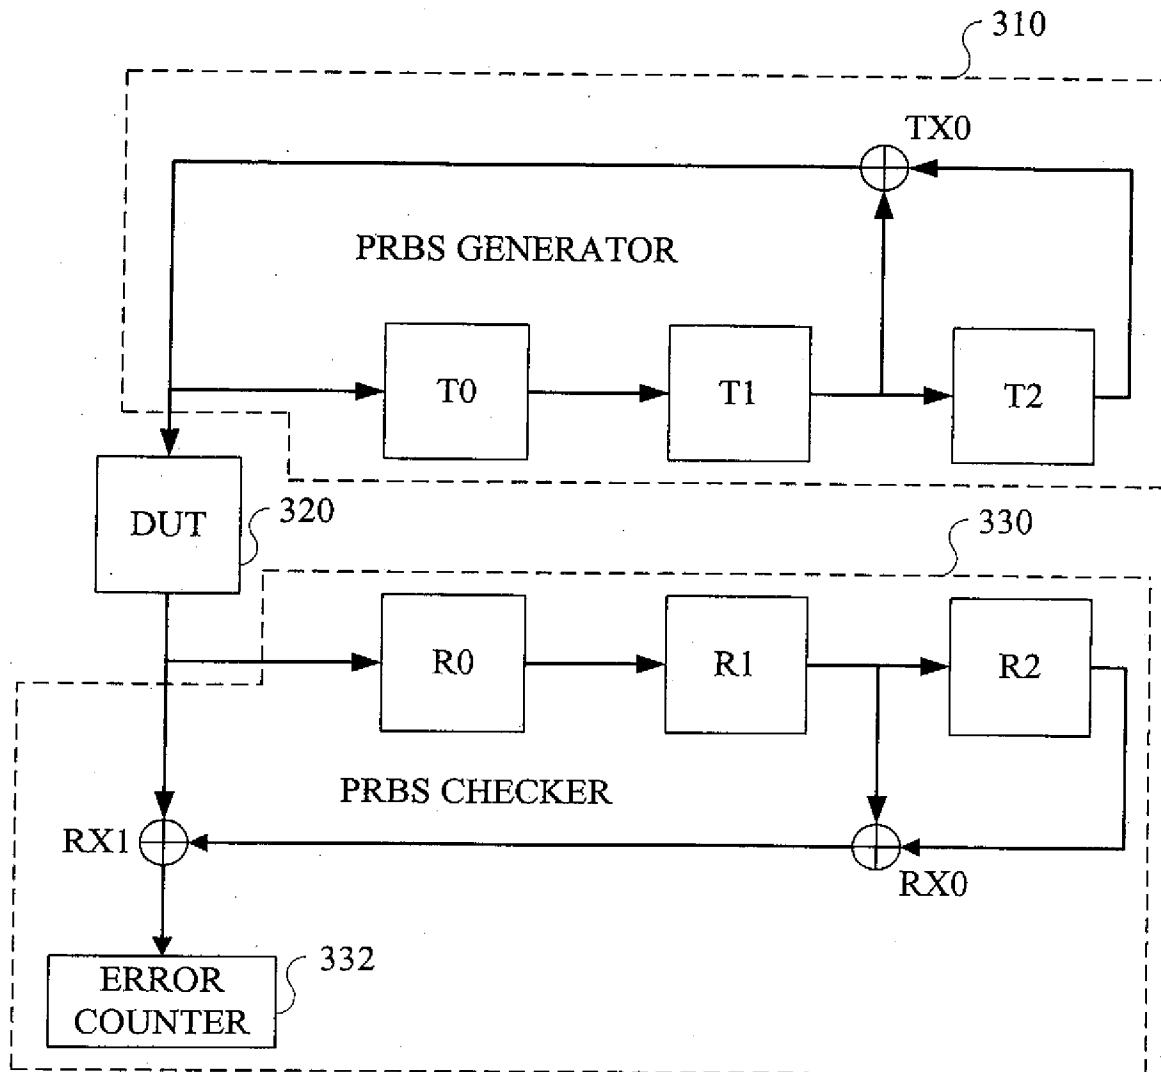 310
TX0
PRBS GENERATOR
T0
T1
T2
DUT
320
330
R0
R1
R2
PRBS CHECKER
RX1
RX0
332
ERROR
COUNTER